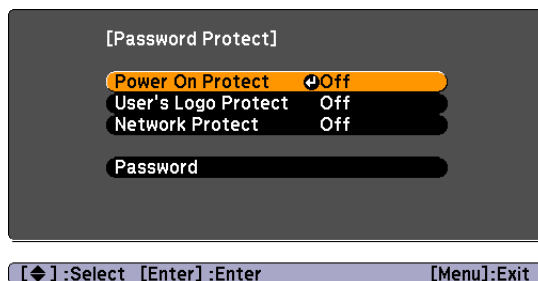 [Password Protect]
Power On Protect Off
User's Logo Protect Off
Network Protect Off
Password
[◆] :Select [Enter] :Enter [Menu]:Exit